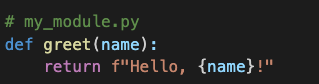 # my_module.py
def greet(name):
    return f"Hello, {name}!"